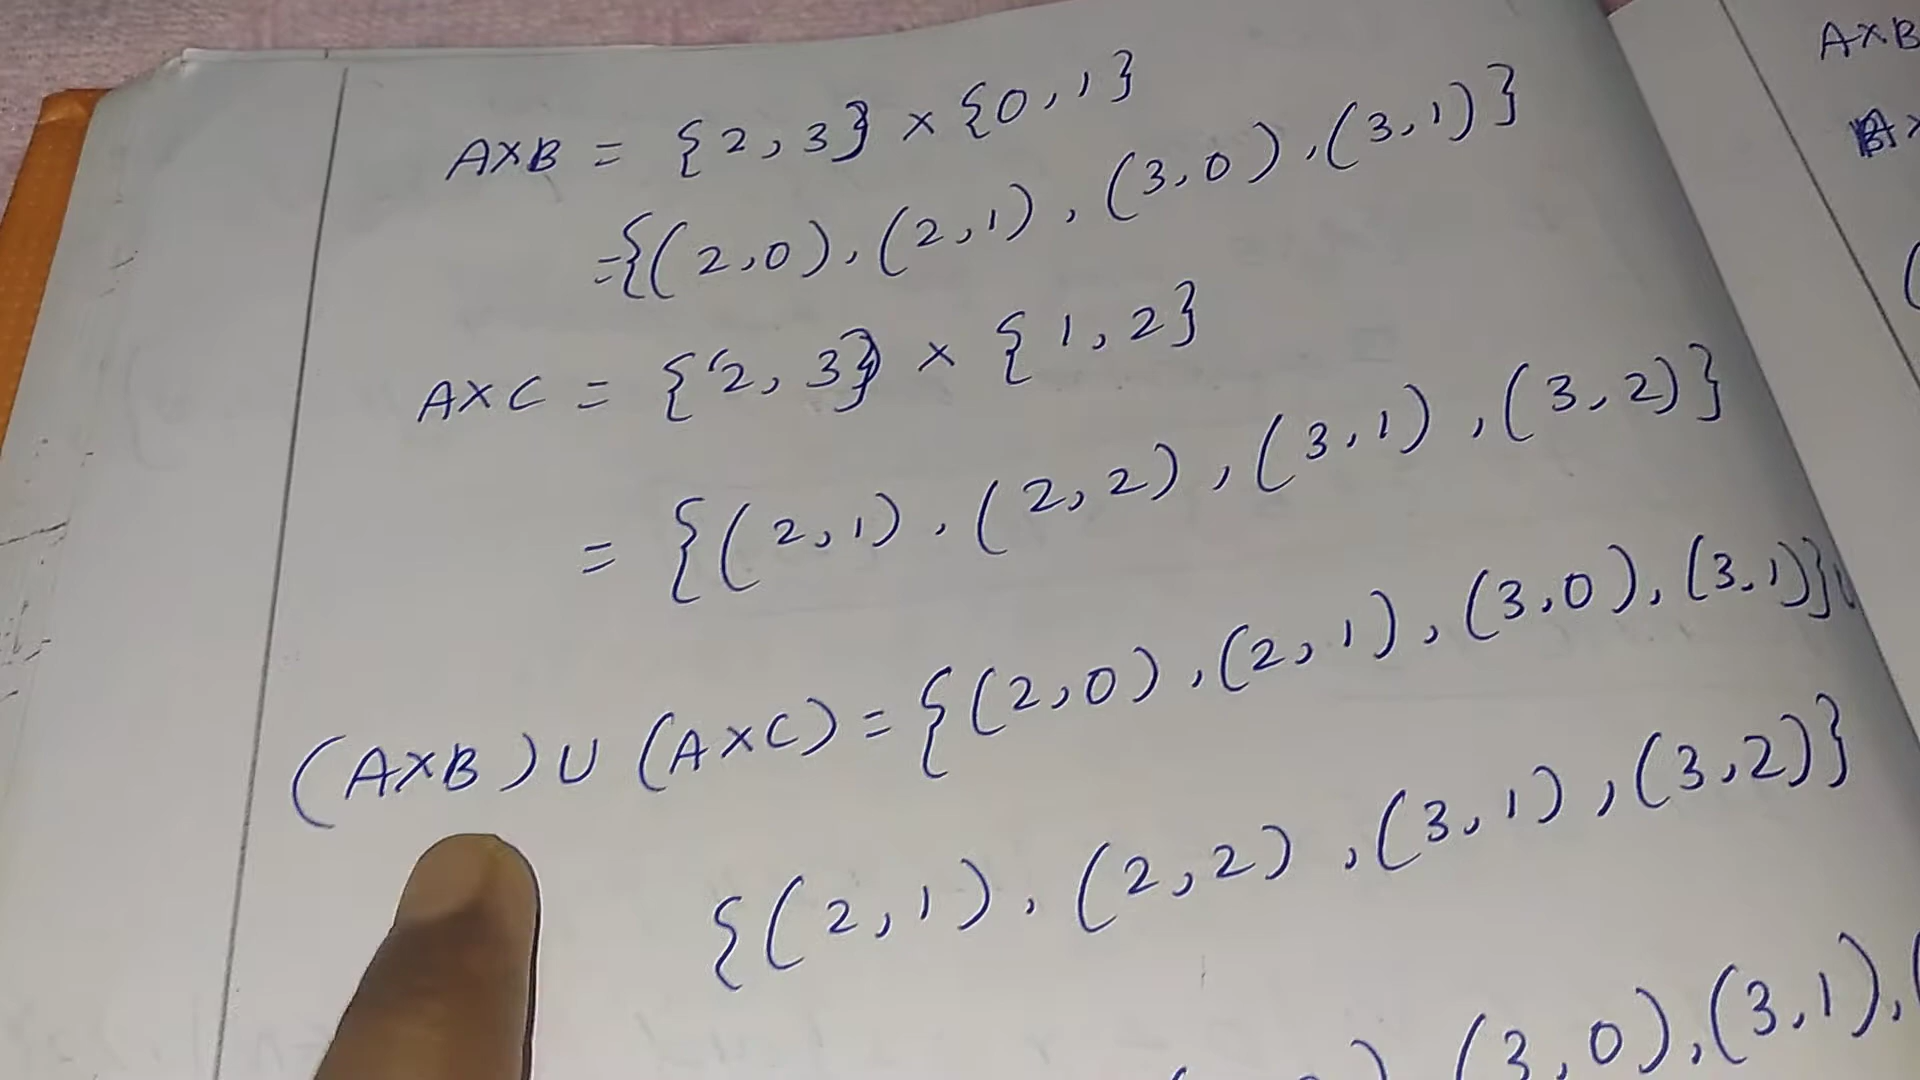 A×B = {2, 3} × {0, 1}
={(2,0), (2,1), (3,0), (3,1)}
A×C = {2, 3} × {1, 2}
= {(2,1), (2,2), (3,1), (3,2)}
(A×B) ∪ (A×C) = {(2,0), (2,1), (3,0), (3,1)} ∪
{(2,1), (2,2), (3,1), (3,2)}
(3,0), (3,1),
A×B